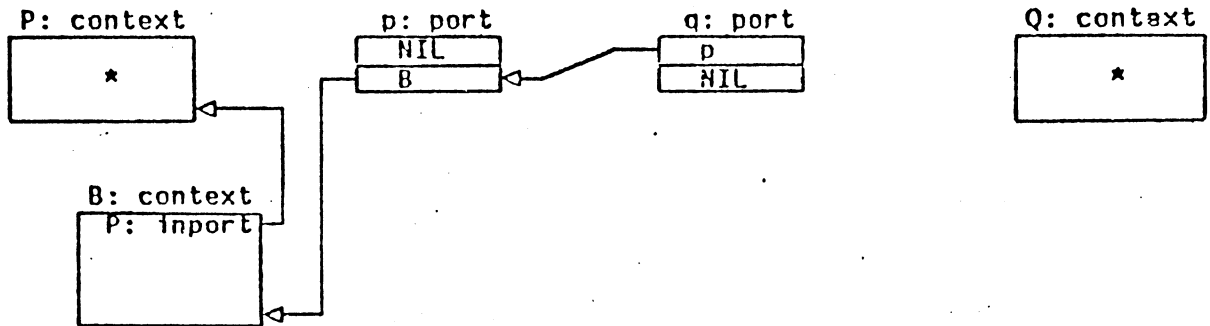 P: context
p: port
q: port
Q: context
NIL
p
*
B
NIL
*
B: context
P: inport